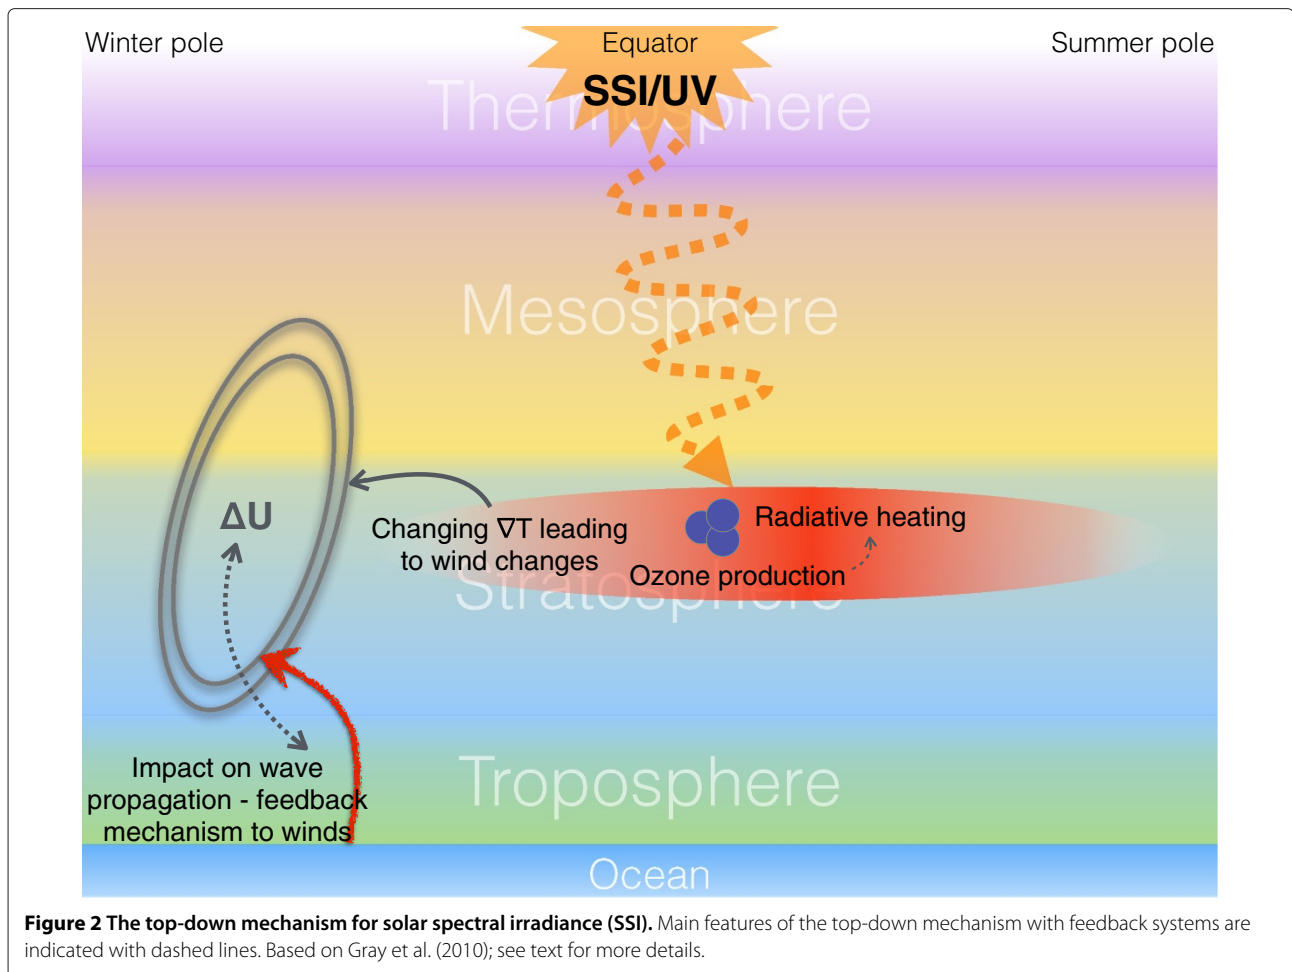 Winter pole
Equator
Summer pole
SSI/UV
Thermosphere
Mesosphere
ΔU
Changing ∇T leading
to wind changes
Radiative heating
Ozone production
Stratosphere
Impact on wave
propagation - feedback
mechanism to winds
Troposphere
Ocean
Figure 2 The top-down mechanism for solar spectral irradiance (SSI). Main features of the top-down mechanism with feedback systems are
indicated with dashed lines. Based on Gray et al. (2010); see text for more details.